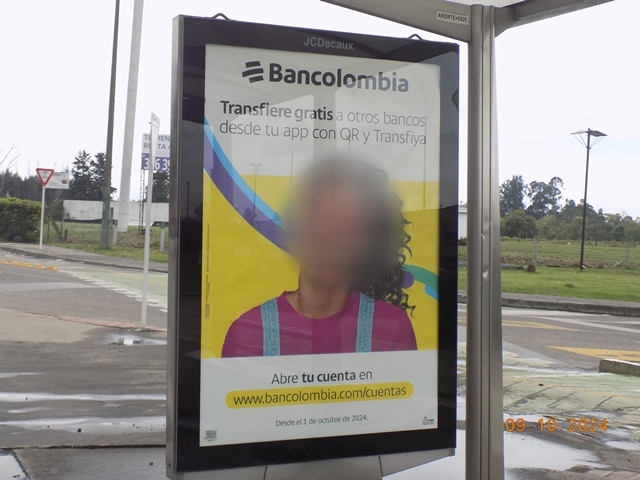 JCDecaux
Bancolombia
Transfiere gratis a otros bancos
desde tu app con QR y Transfiya
Abre tu cuenta en
www.bancolombia.com/cuentas
Desde el 1 de octubre de 2024.
09.10.2024